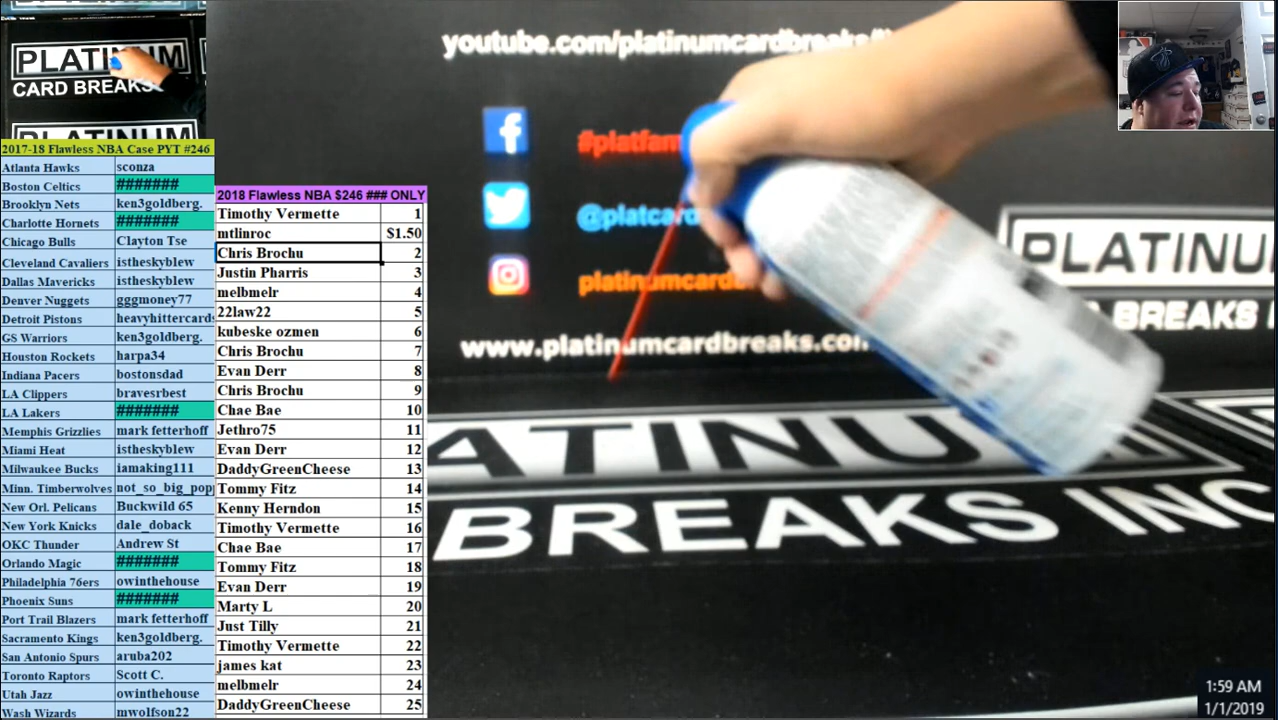 PLATINUM
CARD BREAKS
2017-18 Flawless NBA Case PYT #246
Atlanta Hawks sconza
Boston Celtics #######
Brooklyn Nets ken3goldberg.
Charlotte Hornets #######
Chicago Bulls Clayton Tse
Cleveland Cavaliers istheskyblew
Dallas Mavericks istheskyblew
Denver Nuggets gggmoney77
Detroit Pistons heavyhittercards
GS Warriors ken3goldberg.
Houston Rockets harpa34
Indiana Pacers bostonsdad
LA Clippers bravesrbest
LA Lakers #######
Memphis Grizzlies mark fetterhoff
Miami Heat istheskyblew
Milwaukee Bucks iamaking111
Minn. Timberwolves not_so_big_pop
New Orl. Pelicans Buckwild 65
New York Knicks dale_doback
OKC Thunder Andrew St
Orlando Magic #######
Philadelphia 76ers owinthehouse
Phoenix Suns #######
Port Trail Blazers mark fetterhoff
Sacramento Kings ken3goldberg.
San Antonio Spurs aruba202
Toronto Raptors Scott C.
Utah Jazz owinthehouse
Wash Wizards mwolfson22
2018 Flawless NBA $246 ### ONLY
Timothy Vermette 1
mtlinroc $1.50
Chris Brochu 2
Justin Pharris 3
melbmelr 4
22law22 5
kubeske ozmen 6
Chris Brochu 7
Evan Derr 8
Chris Brochu 9
Chae Bae 10
Jethro75 11
Evan Derr 12
DaddyGreenCheese 13
Tommy Fitz 14
Kenny Herndon 15
Timothy Vermette 16
Chae Bae 17
Tommy Fitz 18
Evan Derr 19
Marty L 20
Just Tilly 21
Timothy Vermette 22
james kat 23
melbmelr 24
DaddyGreenCheese 25
youtube.com/platinumcardbreaks
#platfam
@platcard
platinumcard
www.platinumcardbreaks.com
PLATINUM
BREAKS
ATINU
BREAKS INC
1:59 AM
1/1/2019